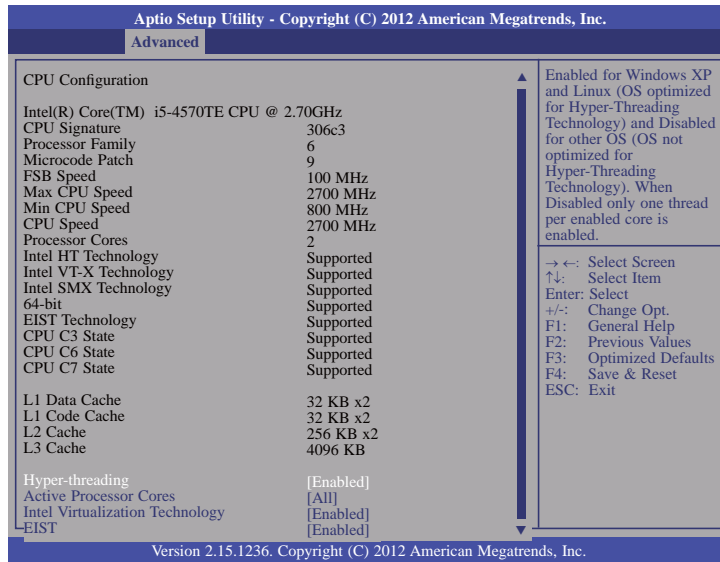 Aptio Setup Utility - Copyright (C) 2012 American Megatrends, Inc.
Advanced
CPU Configuration
Intel(R) Core(TM) i5-4570TE CPU @ 2.70GHz
CPU Signature 306c3
Processor Family 6
Microcode Patch 9
FSB Speed 100 MHz
Max CPU Speed 2700 MHz
Min CPU Speed 800 MHz
CPU Speed 2700 MHz
Processor Cores 2
Intel HT Technology Supported
Intel VT-X Technology Supported
Intel SMX Technology Supported
64-bit Supported
EIST Technology Supported
CPU C3 State Supported
CPU C6 State Supported
CPU C7 State Supported
L1 Data Cache 32 KB x2
L1 Code Cache 32 KB x2
L2 Cache 256 KB x2
L3 Cache 4096 KB
Hyper-threading [Enabled]
Active Processor Cores [All]
Intel Virtualization Technology [Enabled]
EIST [Enabled]
Enabled for Windows XP
and Linux (OS optimized
for Hyper-Threading
Technology) and Disabled
for other OS (OS not
optimized for
Hyper-Threading
Technology). When
Disabled only one thread
per enabled core is
enabled.
→ ←: Select Screen
↑↓: Select Item
Enter: Select
+/-: Change Opt.
F1: General Help
F2: Previous Values
F3: Optimized Defaults
F4: Save & Reset
ESC: Exit
Version 2.15.1236. Copyright (C) 2012 American Megatrends, Inc.